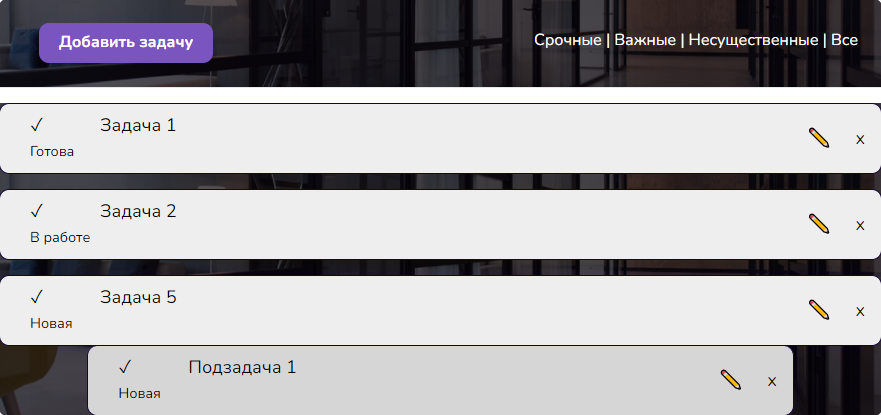 Добавить задачу
Срочные | Важные | Несущественные | Все
✓ Задача 1
x
Готова
✓ Задача 2
x
В работе
✓ Задача 5
x
Новая
✓ Подзадача 1
x
Новая